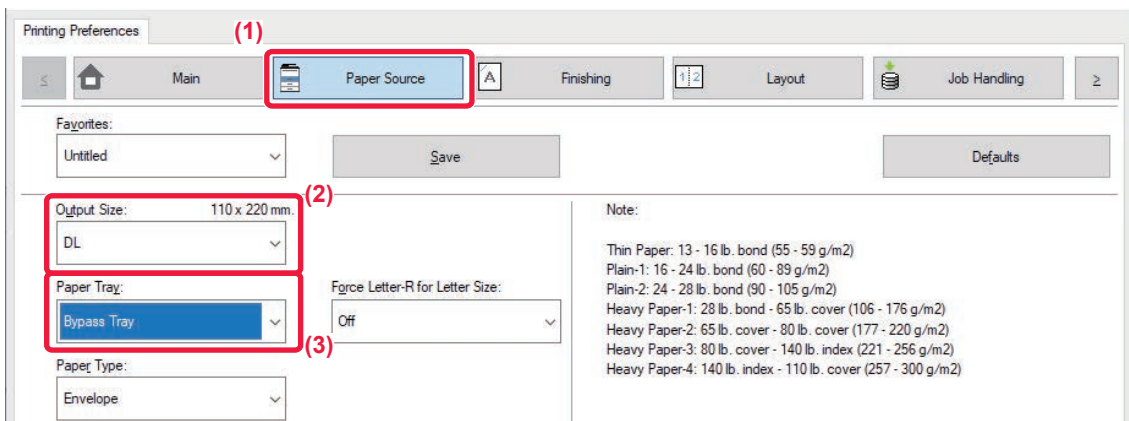 Printing Preferences
(1)
≤ Main Paper Source A Finishing 1 2 Layout Job Handling ≥
Favorites:
Untitled Save Defaults
(2)
Output Size: 110 x 220 mm.
DL
Paper Tray: Force Letter-R for Letter Size:
Bypass Tray Off
(3)
Paper Type:
Envelope
Note:
Thin Paper: 13 - 16 lb. bond (55 - 59 g/m2)
Plain-1: 16 - 24 lb. bond (60 - 89 g/m2)
Plain-2: 24 - 28 lb. bond (90 - 105 g/m2)
Heavy Paper-1: 28 lb. bond - 65 lb. cover (106 - 176 g/m2)
Heavy Paper-2: 65 lb. cover - 80 lb. cover (177 - 220 g/m2)
Heavy Paper-3: 80 lb. cover - 140 lb. index (221 - 256 g/m2)
Heavy Paper-4: 140 lb. index - 110 lb. cover (257 - 300 g/m2)